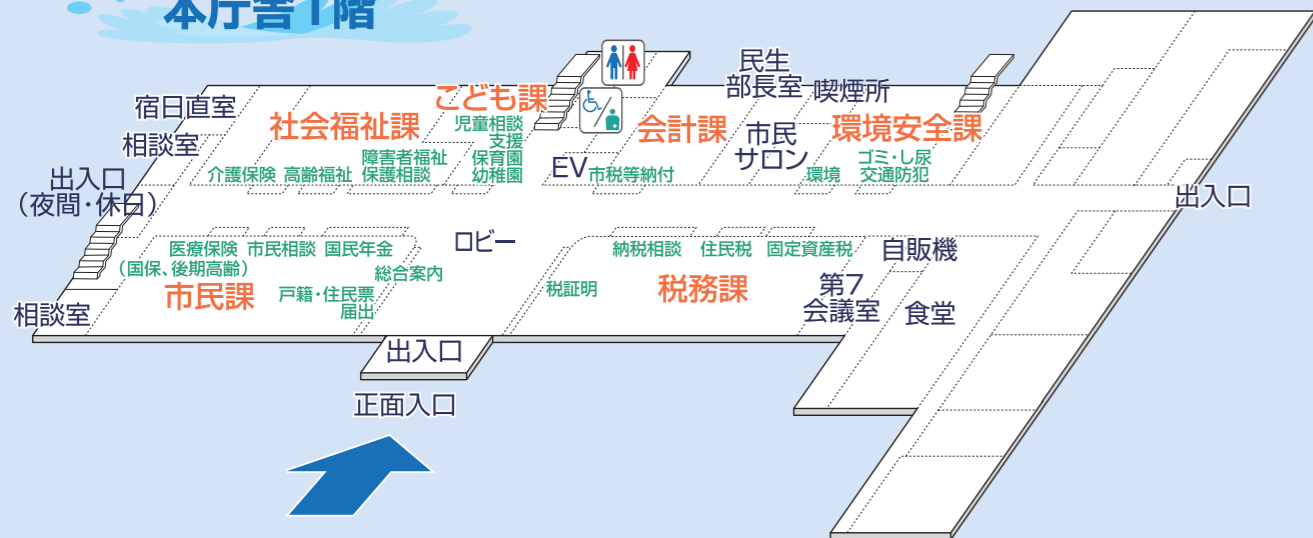 本庁舎1階
宿日直室
相談室
出入口
（夜間・休日）
社会福祉課
介護保険
高齢福祉
障害者福祉
保護相談
こども課
児童相談
支援
保育園
幼稚園
EV
会計課
市税等納付
民生
部長室
喫煙所
市民
サロン
環境安全課
環境
ゴミ・し尿
交通防犯
出入口
医療保険
（国保、後期高齢）
市民相談
国民年金
総合案内
市民課
戸籍・住民票
届出
相談室
ロビー
税証明
納税相談
住民税
固定資産税
税務課
自販機
第7
会議室
食堂
出入口
正面入口